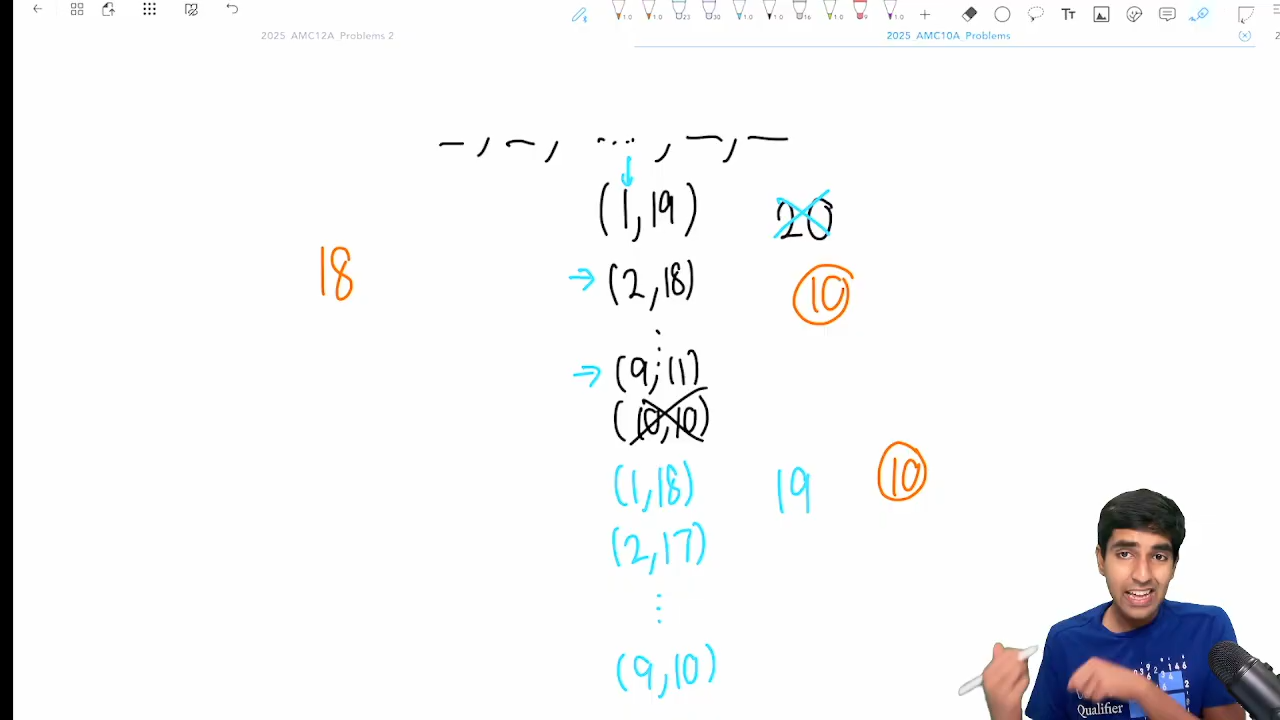 2025 AMC12A Problems 2
2025 AMC10A Problems
_, _, ..., _, _
(1,19) 20
18
→ (2,18) 10
⋮
→ (9,11)
(10,10)
(1,18) 19 10
(2,17)
⋮
(9,10)
Qualifier